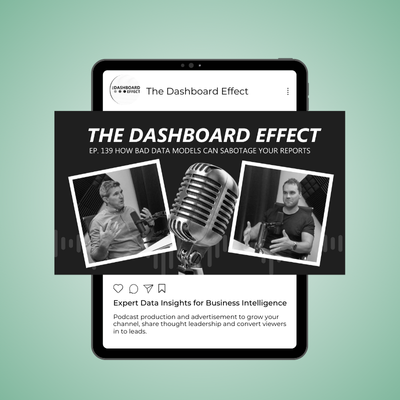 DASHBOARD
EFFECT
The Dashboard Effect
THE DASHBOARD EFFECT
EP. 139 HOW BAD DATA MODELS CAN SABOTAGE YOUR REPORTS
Expert Data Insights for Business Intelligence
Podcast production and advertisement to grow your
channel, share thought leadership and convert viewers
in to leads.